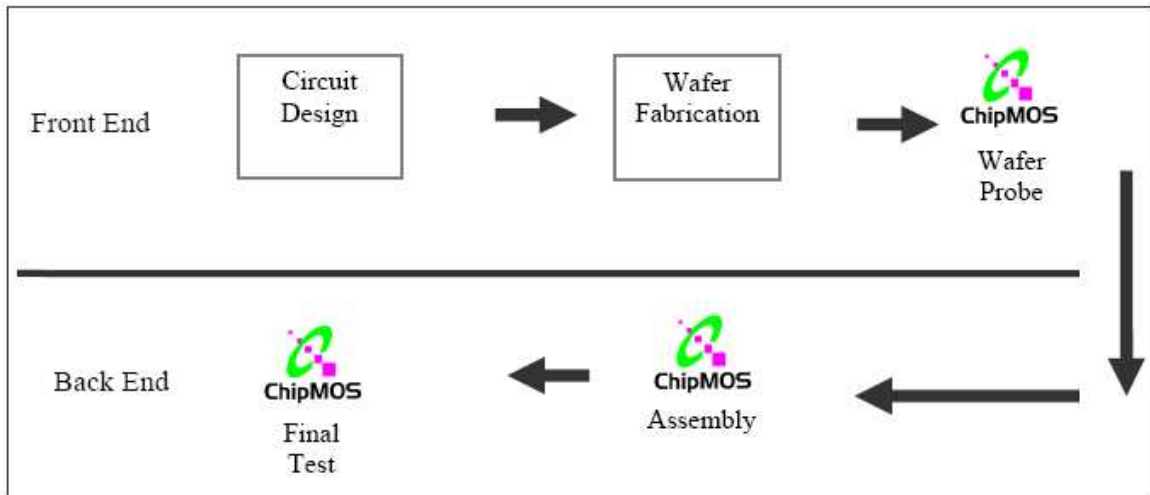 Front End
Circuit
Design
Wafer
Fabrication
ChipMOS
Wafer
Probe
Back End
ChipMOS
Final
Test
ChipMOS
Assembly